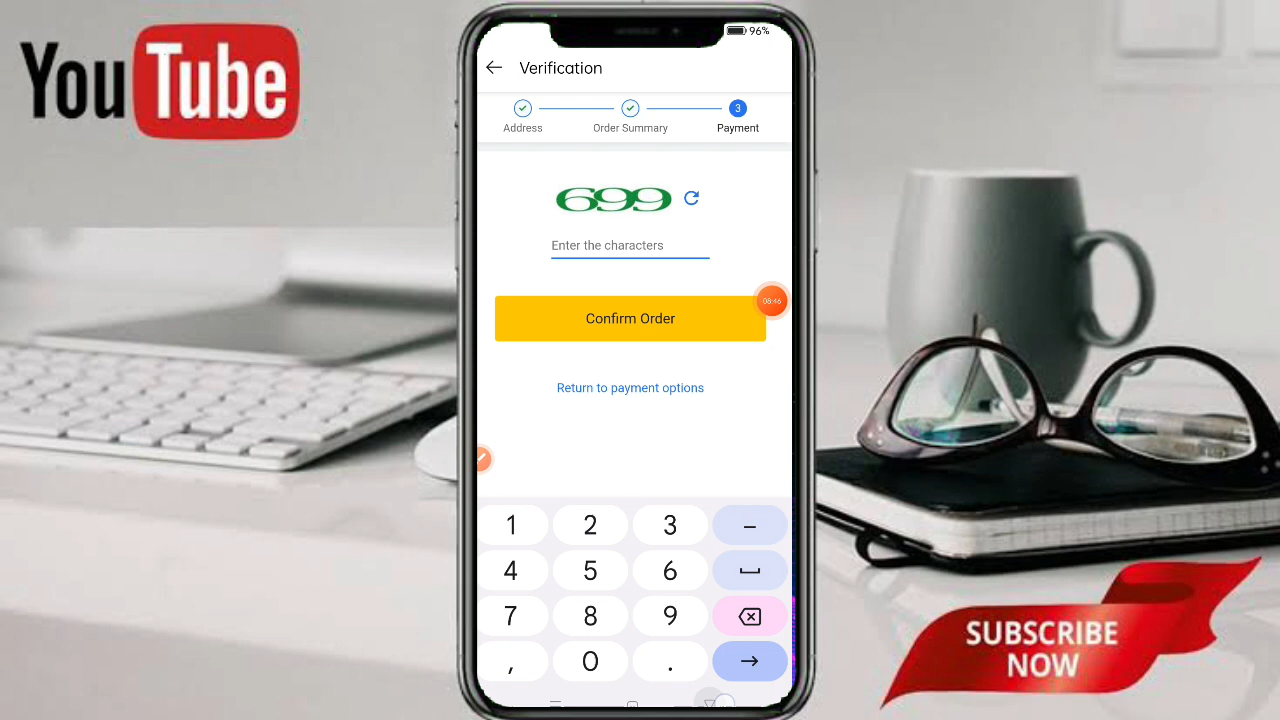 YouTube
96%
Verification
3
Address
Order Summary
Payment
699
Enter the characters
08:46
Confirm Order
Return to payment options
1 2 3 –
4 5 6
7 8 9
, 0 .
SUBSCRIBE
NOW